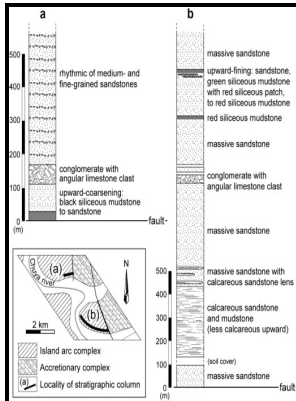 a
500
400
300
200
100
0
(m)
rhythmic of medium- and
fine-grained sandstones
conglomerate with
angular limestone clast
upward-coarsening:
black siliceous mudstone
to sandstone
fault
b
massive sandstone
upward-fining: sandstone,
green siliceous mudstone
with red siliceous patch,
to red siliceous mudstone
red siliceous mudstone
massive sandstone
conglomerate with
angular limestone clast
massive sandstone
500
400
300
200
100
0
(m)
massive sandstone with
calcareous sandstone lens
calcareous sandstone
and mudstone
(less calcareous upward)
(soil cover)
massive sandstone
fault
Chuya river
(a)
(b)
N
2 km
Island arc complex
Accretionary complex
(a)
Locality of stratigraphic column